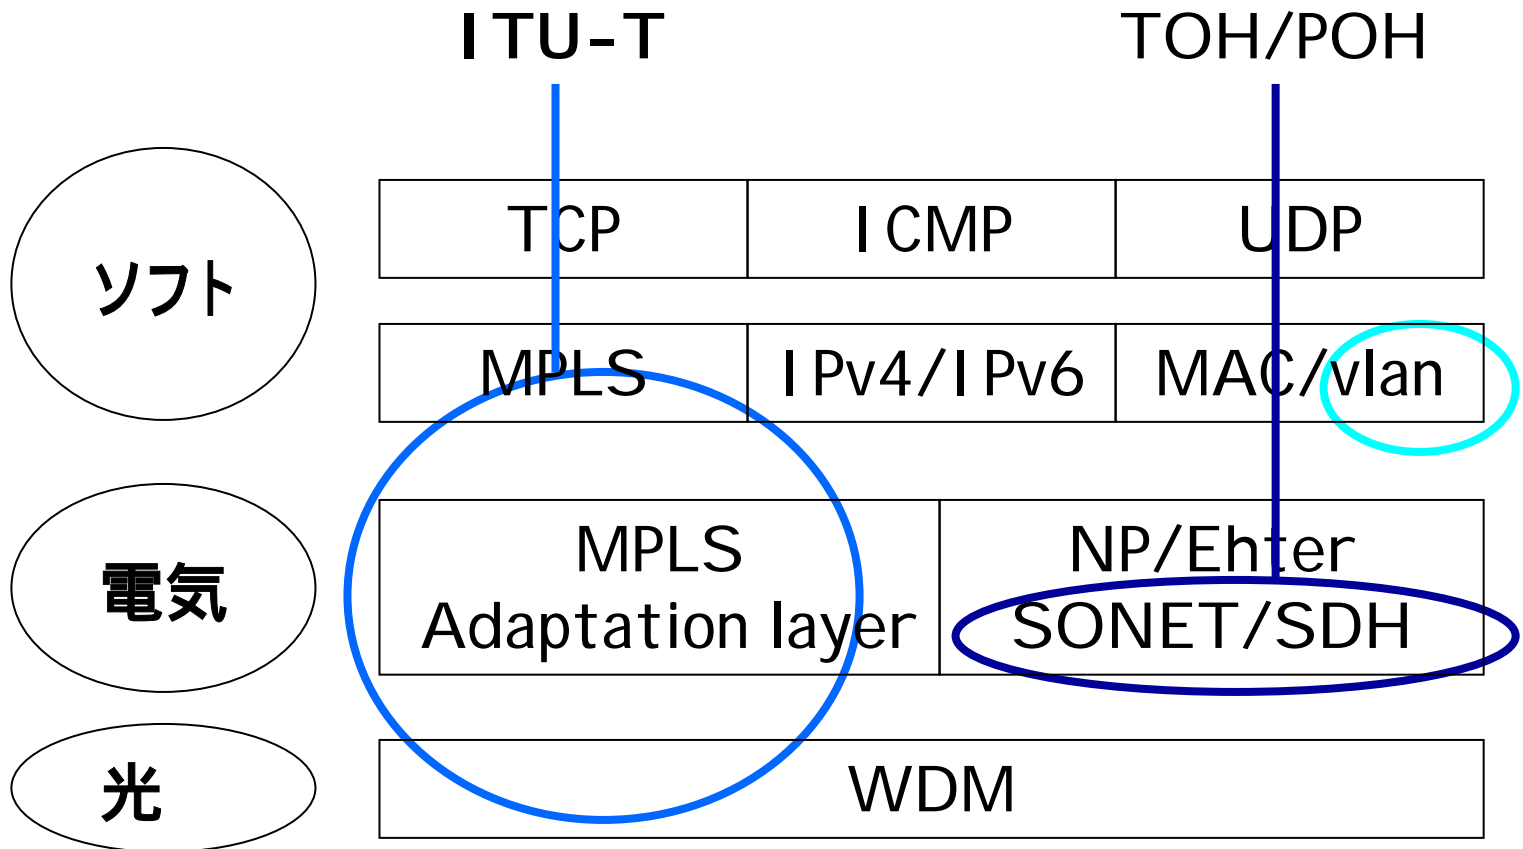 ITU-T TOH/POH
ソフト
TCP ICMP UDP
MPLS IPv4/IPv6 MAC/vlan
電気
MPLS NP/Ehter
Adaptation layer SONET/SDH
光
WDM